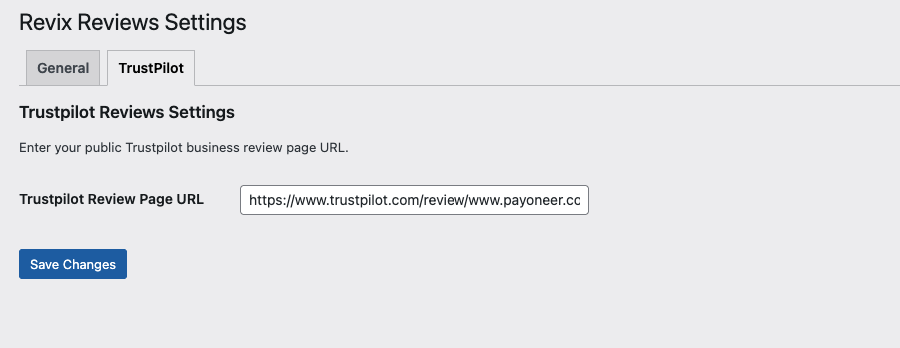 Revix Reviews Settings
General
TrustPilot
Trustpilot Reviews Settings
Enter your public Trustpilot business review page URL.
Trustpilot Review Page URL
https://www.trustpilot.com/review/www.payoneer.co
Save Changes